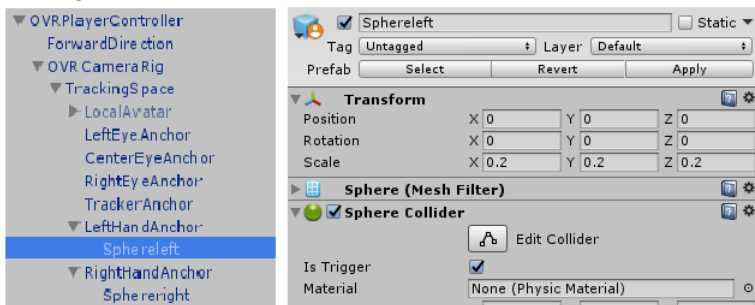 OVRPlayerController
ForwardDirection
OVRCameraRig
TrackingSpace
LocalAvatar
LeftEyeAnchor
CenterEyeAnchor
RightEyeAnchor
TrackerAnchor
LeftHandAnchor
Sphereleft
RightHandAnchor
Sphereright
Sphereleft Static
Tag Untagged Layer Default
Prefab Select Revert Apply
Transform
Position X 0 Y 0 Z 0
Rotation X 0 Y 0 Z 0
Scale X 0.2 Y 0.2 Z 0.2
Sphere (Mesh Filter)
Sphere Collider
Edit Collider
Is Trigger
Material None (Physic Material)